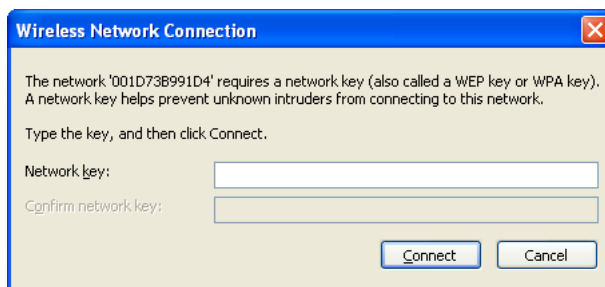 Wireless Network Connection
The network '001D73B991D4' requires a network key (also called a WEP key or WPA key).
A network key helps prevent unknown intruders from connecting to this network.
Type the key, and then click Connect.
Network key:
Confirm network key:
Connect Cancel